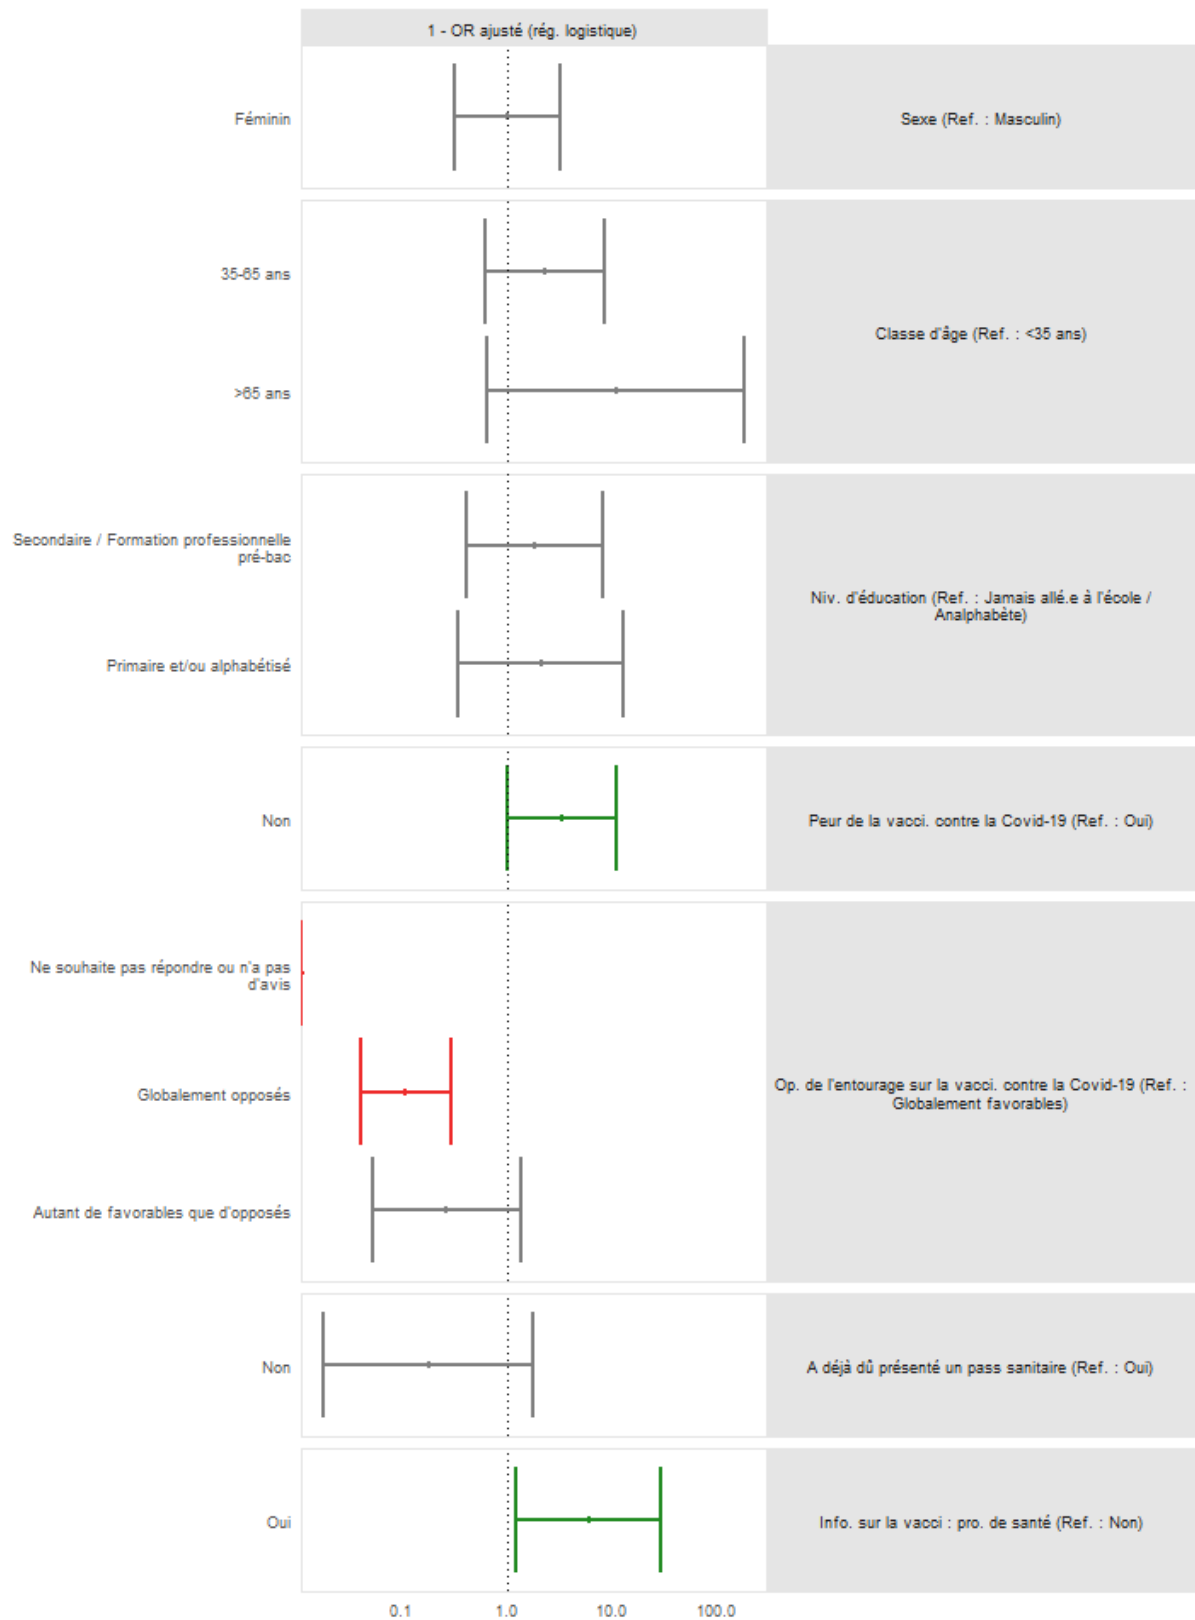 1 - OR ajusté (rég. logistique)
Féminin
Sexe (Ref. : Masculin)
35-65 ans
Classe d'âge (Ref. : <35 ans)
>65 ans
Secondaire / Formation professionnelle
pré-bac
Niv. d'éducation (Ref. : Jamais allé.e à l'école /
Analphabète)
Primaire et/ou alphabétisé
Non
Peur de la vacci. contre la Covid-19 (Ref. : Oui)
Ne souhaite pas répondre ou n'a pas
d'avis
Globalement opposés
Op. de l'entourage sur la vacci. contre la Covid-19 (Ref. :
Globalement favorables)
Autant de favorables que d'opposés
Non
A déjà dû présenté un pass sanitaire (Ref. : Oui)
Oui
Info. sur la vacci : pro. de santé (Ref. : Non)
0.1 1.0 10.0 100.0